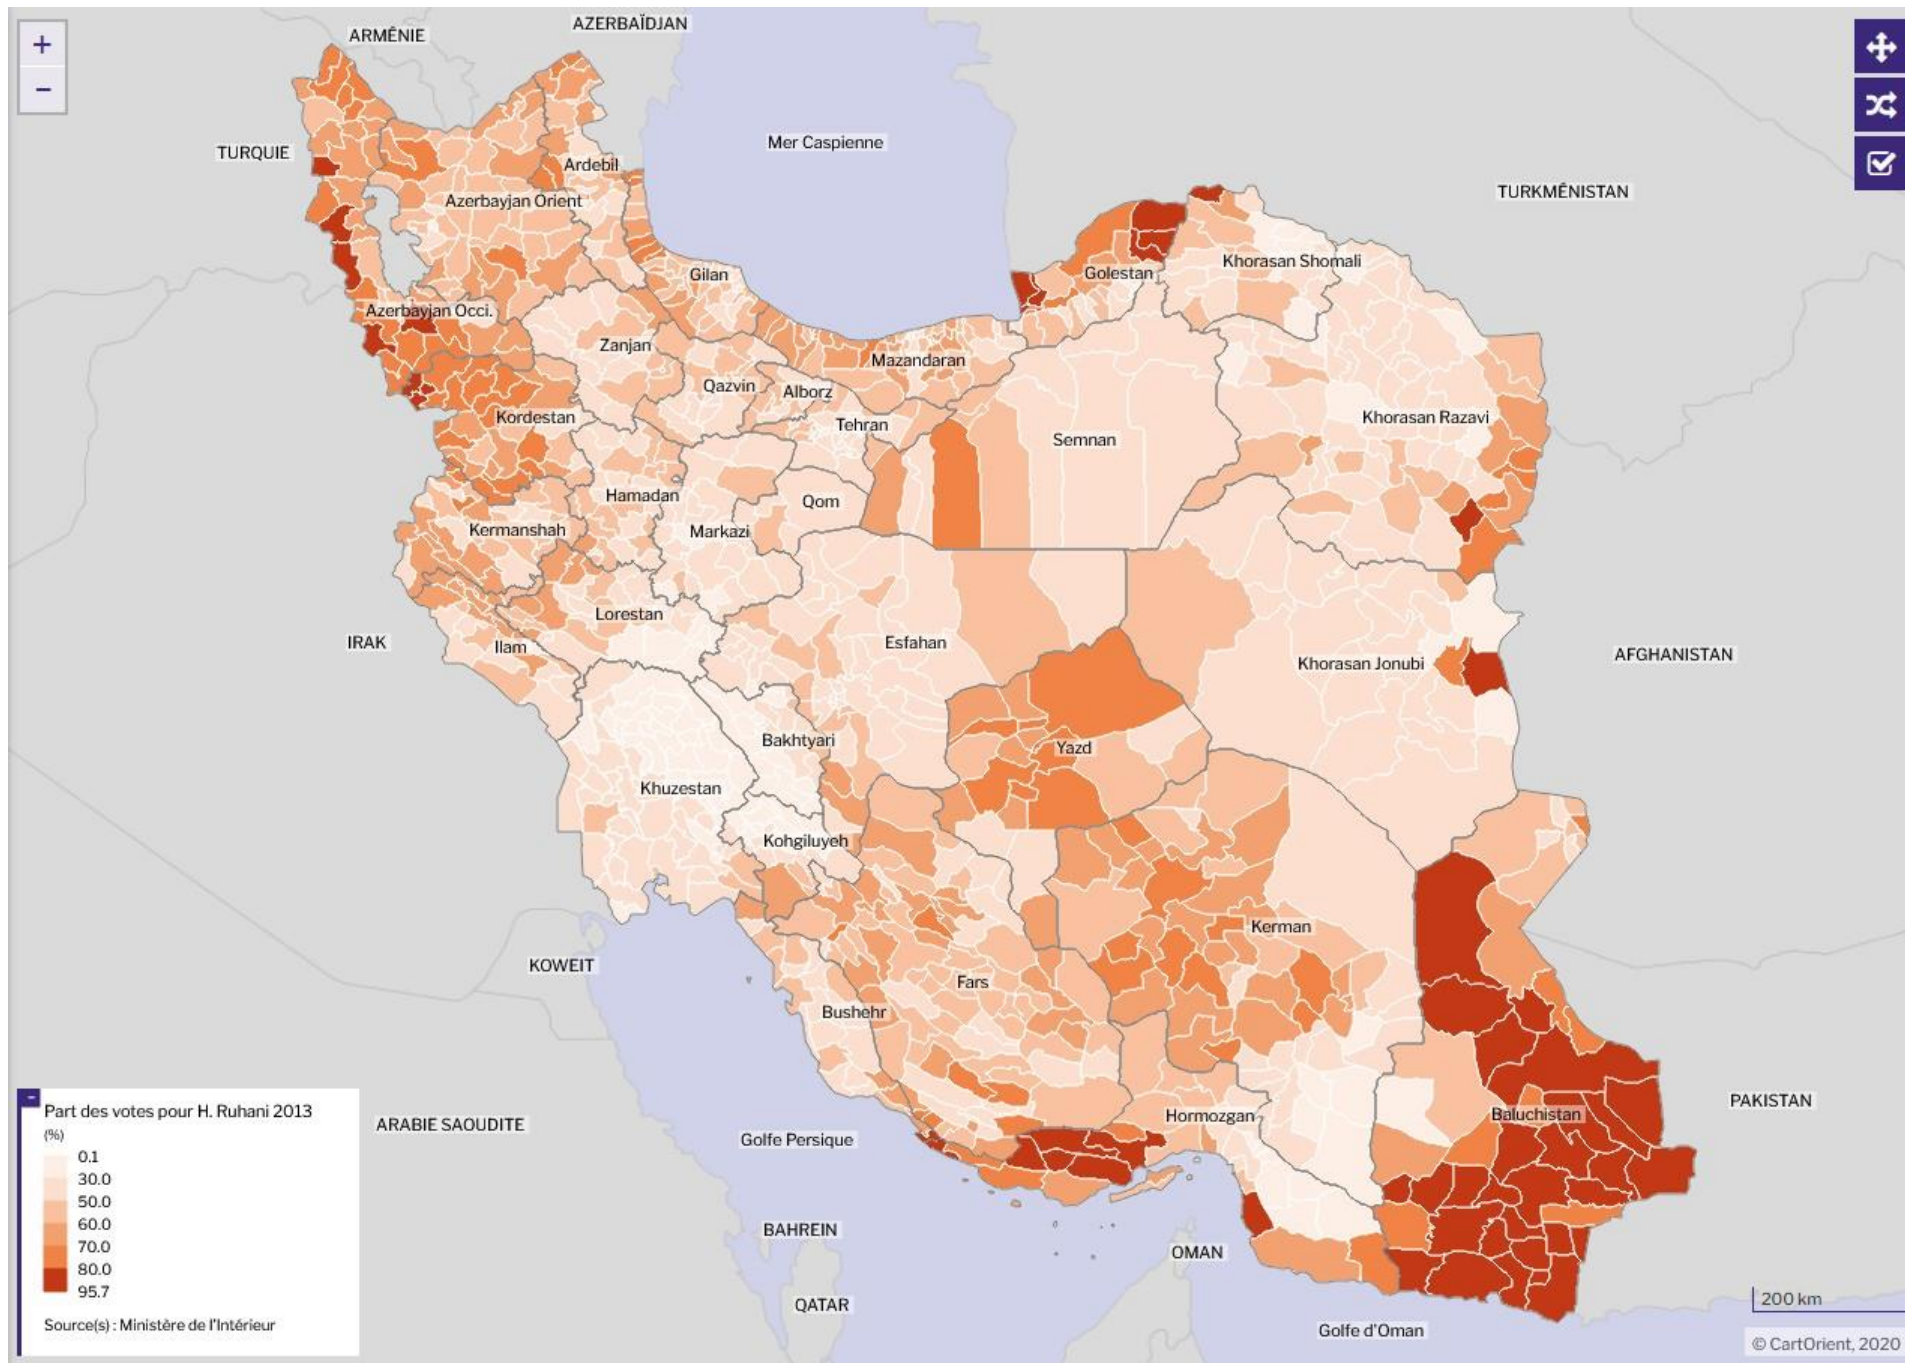 +
−
ARMÊNIE
AZERBAÏDJAN
TURQUIE
Mer Caspienne
TURKMÉNISTAN
Ardebil
Azerbayjan Orient
Gilan
Golestan
Khorasan Shomali
Azerbayjan Occi.
Zanjan
Mazandaran
Qazvin
Alborz
Kordestan
Tehran
Semnan
Khorasan Razavi
Hamadan
Qom
Kermanshah
Markazi
Lorestan
IRAK
Ilam
Esfahan
Khorasan Jonubi
AFGHANISTAN
Bakhtyari
Yazd
Khuzestan
Kohgiluyeh
Kerman
KOWEIT
Fars
Bushehr
PAKISTAN
Baluchistan
Hormozgan
ARABIE SAOUDITE
Golfe Persique
BAHREIN
OMAN
QATAR
Golfe d'Oman
−
Part des votes pour H. Ruhani 2013
(%)
0.1
30.0
50.0
60.0
70.0
80.0
95.7
Source(s) : Ministère de l'Intérieur
200 km
© CartOrient, 2020